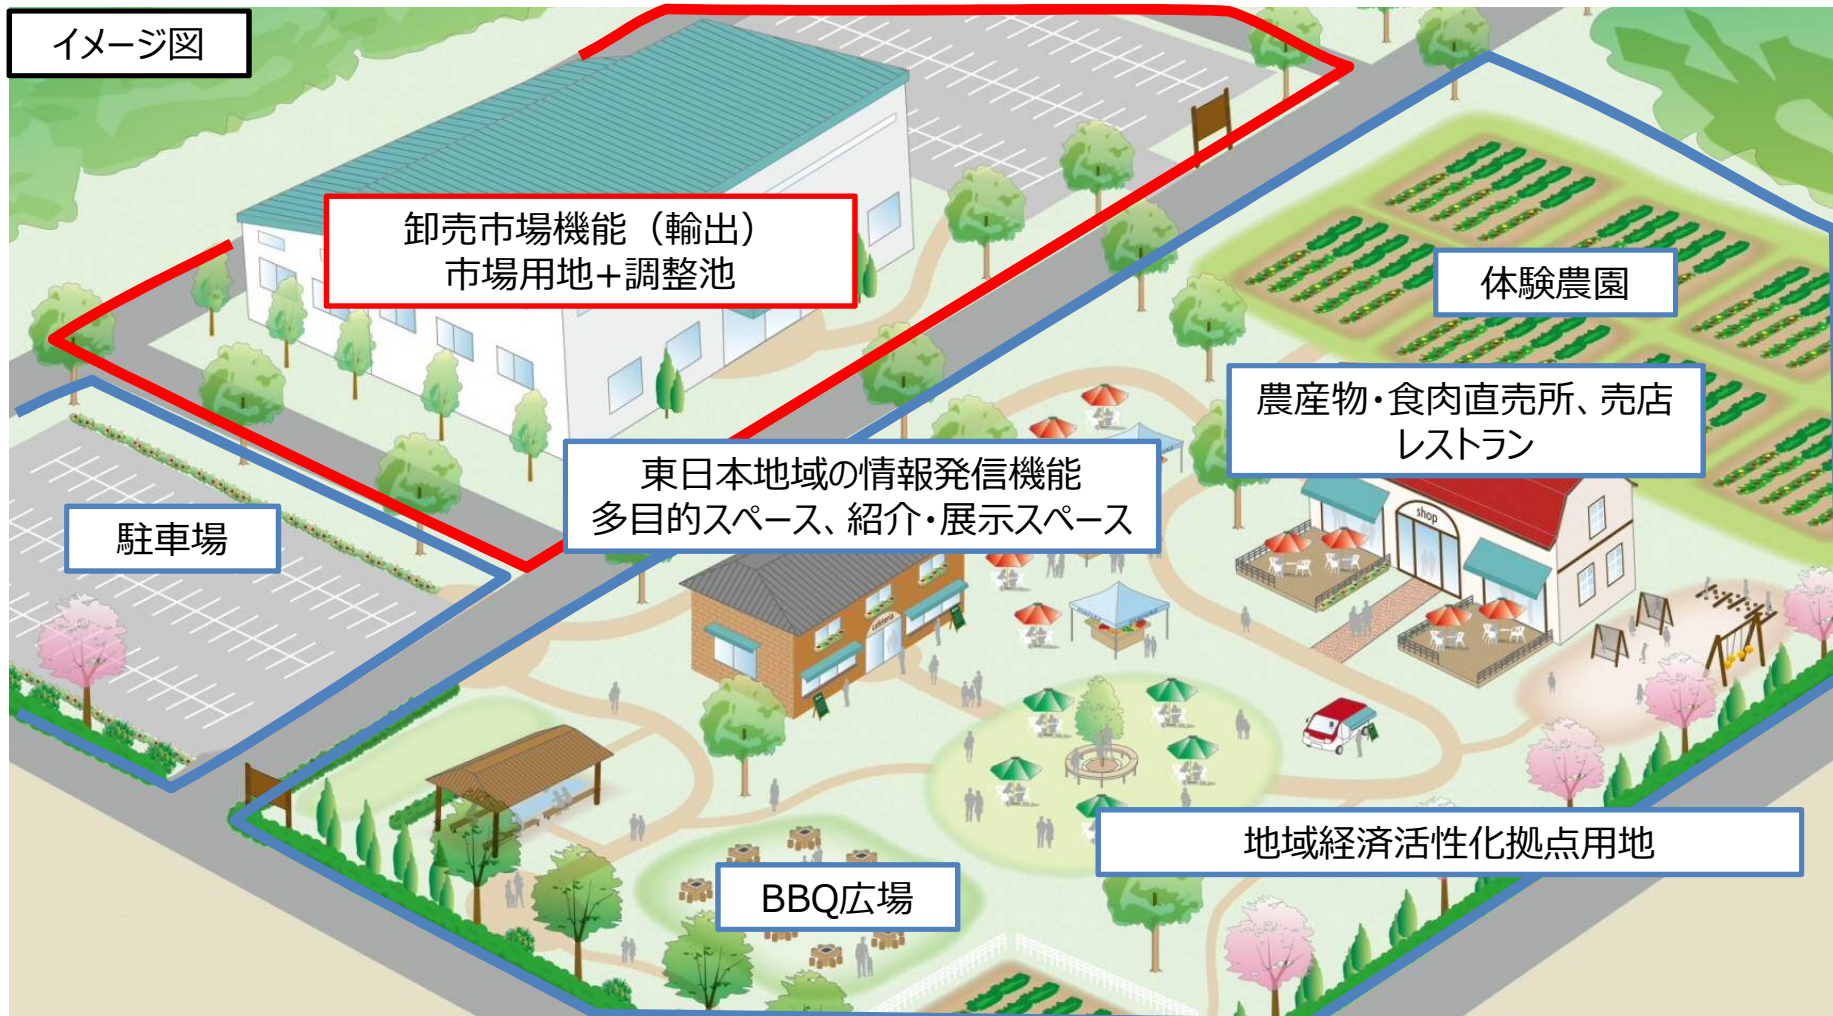 イメージ図
卸売市場機能（輸出）
市場用地+調整池
体験農園
農産物・食肉直売所、売店
レストラン
東日本地域の情報発信機能
多目的スペース、紹介・展示スペース
駐車場
shop
cafeteria
地域経済活性化拠点用地
BBQ広場